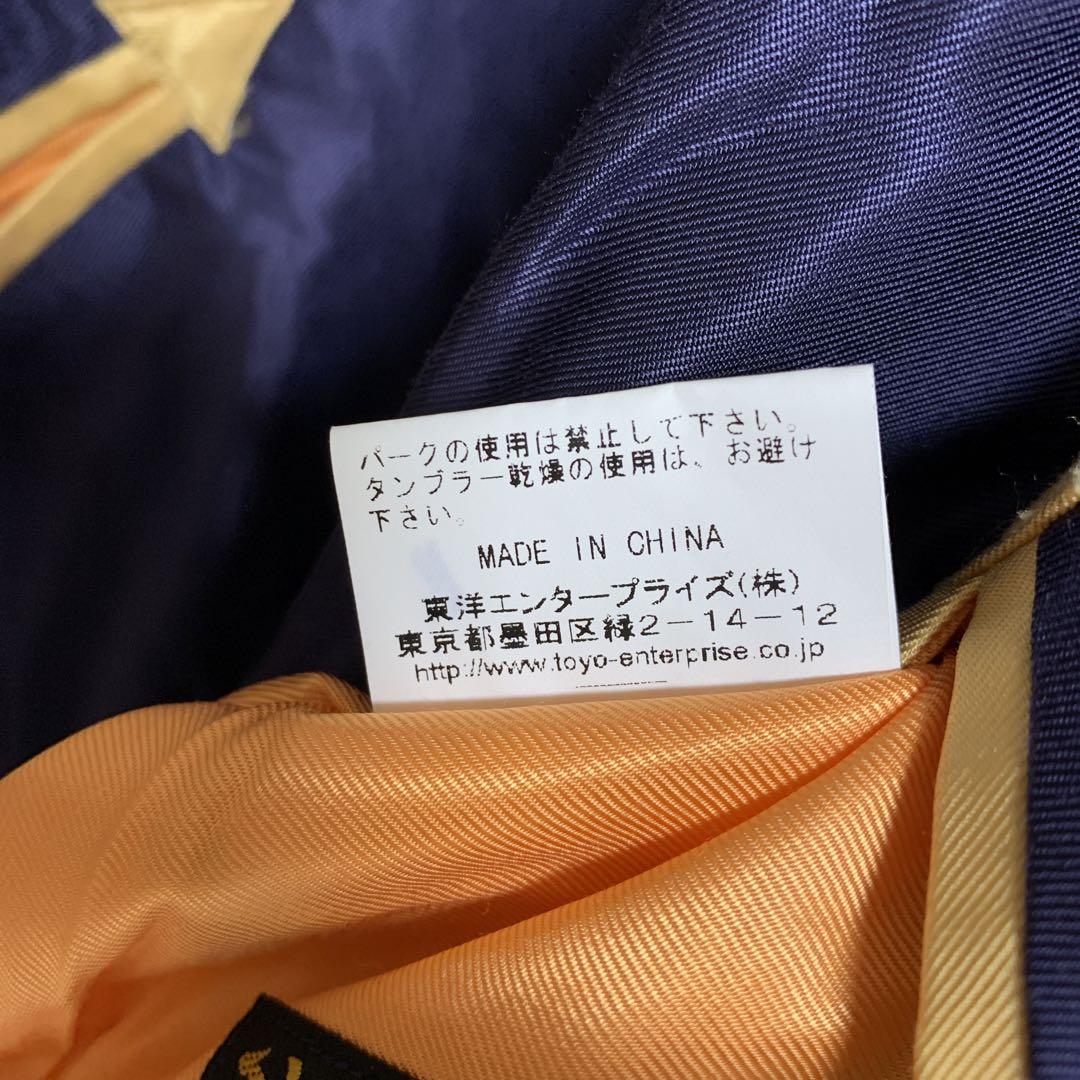 パークの使用は禁止して下さい。
タンブラー乾燥の使用は、お避け
下さい。
MADE IN CHINA
東洋エンタープライズ(株)
東京都墨田区緑2-14-12
http://www.toyo-enterprise.co.jp